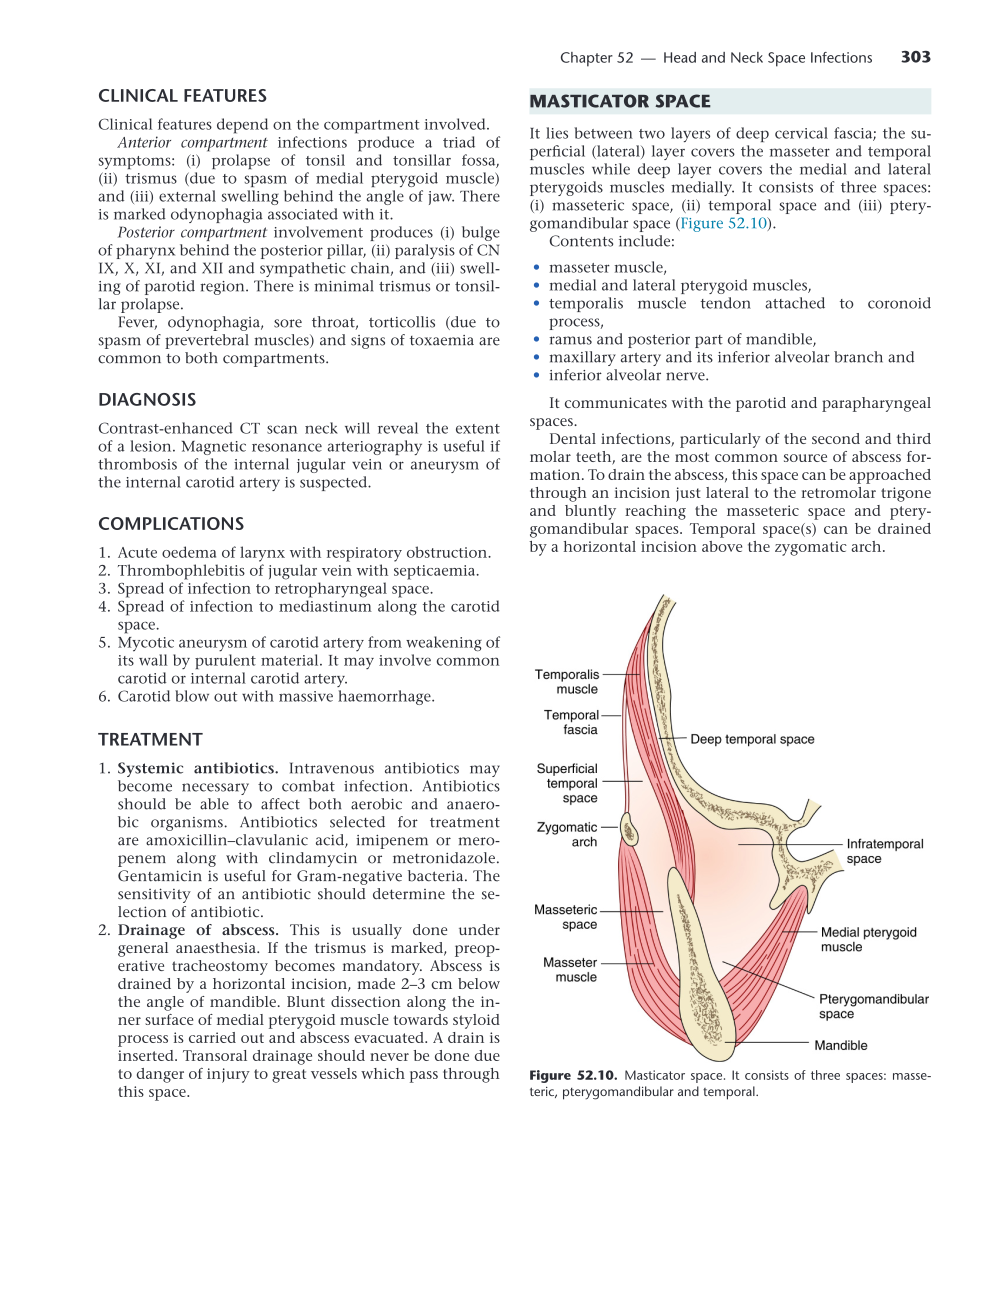 Chapter 52 — Head and Neck Space Infections 303
CLINICAL FEATURES
Clinical features depend on the compartment involved.
Anterior compartment infections produce a triad of
symptoms: (i) prolapse of tonsil and tonsillar fossa,
(ii) trismus (due to spasm of medial pterygoid muscle)
and (iii) external swelling behind the angle of jaw. There
is marked odynophagia associated with it.
Posterior compartment involvement produces (i) bulge
of pharynx behind the posterior pillar, (ii) paralysis of CN
IX, X, XI, and XII and sympathetic chain, and (iii) swell-
ing of parotid region. There is minimal trismus or tonsil-
lar prolapse.
Fever, odynophagia, sore throat, torticollis (due to
spasm of prevertebral muscles) and signs of toxaemia are
common to both compartments.
DIAGNOSIS
Contrast-enhanced CT scan neck will reveal the extent
of a lesion. Magnetic resonance arteriography is useful if
thrombosis of the internal jugular vein or aneurysm of
the internal carotid artery is suspected.
COMPLICATIONS
1. Acute oedema of larynx with respiratory obstruction.
2. Thrombophlebitis of jugular vein with septicaemia.
3. Spread of infection to retropharyngeal space.
4. Spread of infection to mediastinum along the carotid
space.
5. Mycotic aneurysm of carotid artery from weakening of
its wall by purulent material. It may involve common
carotid or internal carotid artery.
6. Carotid blow out with massive haemorrhage.
TREATMENT
1. Systemic antibiotics. Intravenous antibiotics may
become necessary to combat infection. Antibiotics
should be able to affect both aerobic and anaero-
bic organisms. Antibiotics selected for treatment
are amoxicillin–clavulanic acid, imipenem or mero-
penem along with clindamycin or metronidazole.
Gentamicin is useful for Gram-negative bacteria. The
sensitivity of an antibiotic should determine the se-
lection of antibiotic.
2. Drainage of abscess. This is usually done under
general anaesthesia. If the trismus is marked, preop-
erative tracheostomy becomes mandatory. Abscess is
drained by a horizontal incision, made 2–3 cm below
the angle of mandible. Blunt dissection along the in-
ner surface of medial pterygoid muscle towards styloid
process is carried out and abscess evacuated. A drain is
inserted. Transoral drainage should never be done due
to danger of injury to great vessels which pass through
this space.
MASTICATOR SPACE
It lies between two layers of deep cervical fascia; the su-
perficial (lateral) layer covers the masseter and temporal
muscles while deep layer covers the medial and lateral
pterygoids muscles medially. It consists of three spaces:
(i) masseteric space, (ii) temporal space and (iii) ptery-
gomandibular space (Figure 52.10).
Contents include:
• masseter muscle,
• medial and lateral pterygoid muscles,
• temporalis muscle tendon attached to coronoid
process,
• ramus and posterior part of mandible,
• maxillary artery and its inferior alveolar branch and
• inferior alveolar nerve.
It communicates with the parotid and parapharyngeal
spaces.
Dental infections, particularly of the second and third
molar teeth, are the most common source of abscess for-
mation. To drain the abscess, this space can be approached
through an incision just lateral to the retromolar trigone
and bluntly reaching the masseteric space and ptery-
gomandibular spaces. Temporal space(s) can be drained
by a horizontal incision above the zygomatic arch.
Temporalis
muscle
Temporal
fascia
Deep temporal space
Superficial
temporal
space
Zygomatic
arch
Infratemporal
space
Masseteric
space
Medial pterygoid
muscle
Masseter
muscle
Pterygomandibular
space
Mandible
Figure 52.10. Masticator space. It consists of three spaces: masse-
teric, pterygomandibular and temporal.